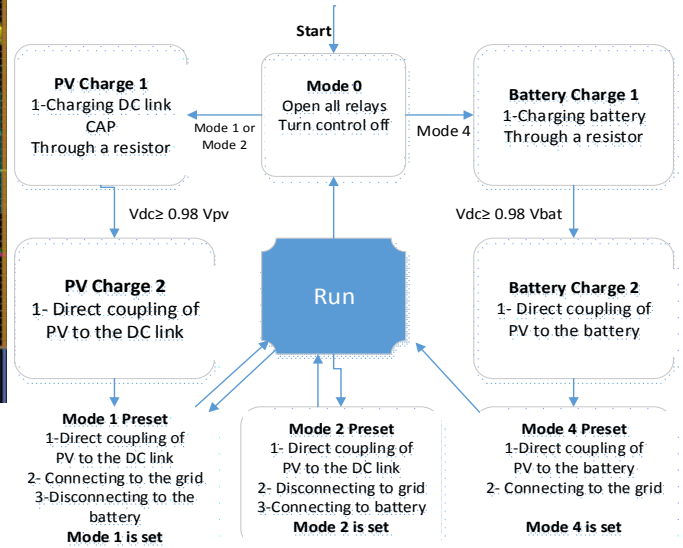 Start
PV Charge 1
1-Charging DC link
CAP
Through a resistor
Mode 1 or
Mode 2
Mode 0
Open all relays
Turn control off
Mode 4
Battery Charge 1
1-Charging battery
Through a resistor
Vdc≥ 0.98 Vpv
Vdc≥ 0.98 Vbat
PV Charge 2
1- Direct coupling of
PV to the DC link
Run
Battery Charge 2
1- Direct coupling of
PV to the battery
Mode 1 Preset
1-Direct coupling of
PV to the DC link
2- Connecting to the grid
3-Disconnecting to the
battery
Mode 1 is set
Mode 2 Preset
1- Direct coupling of
PV to the DC link
2- Disconnecting to grid
3-Connecting to battery
Mode 2 is set
Mode 4 Preset
1-Direct coupling of
PV to the battery
2- Connecting to the grid
Mode 4 is set